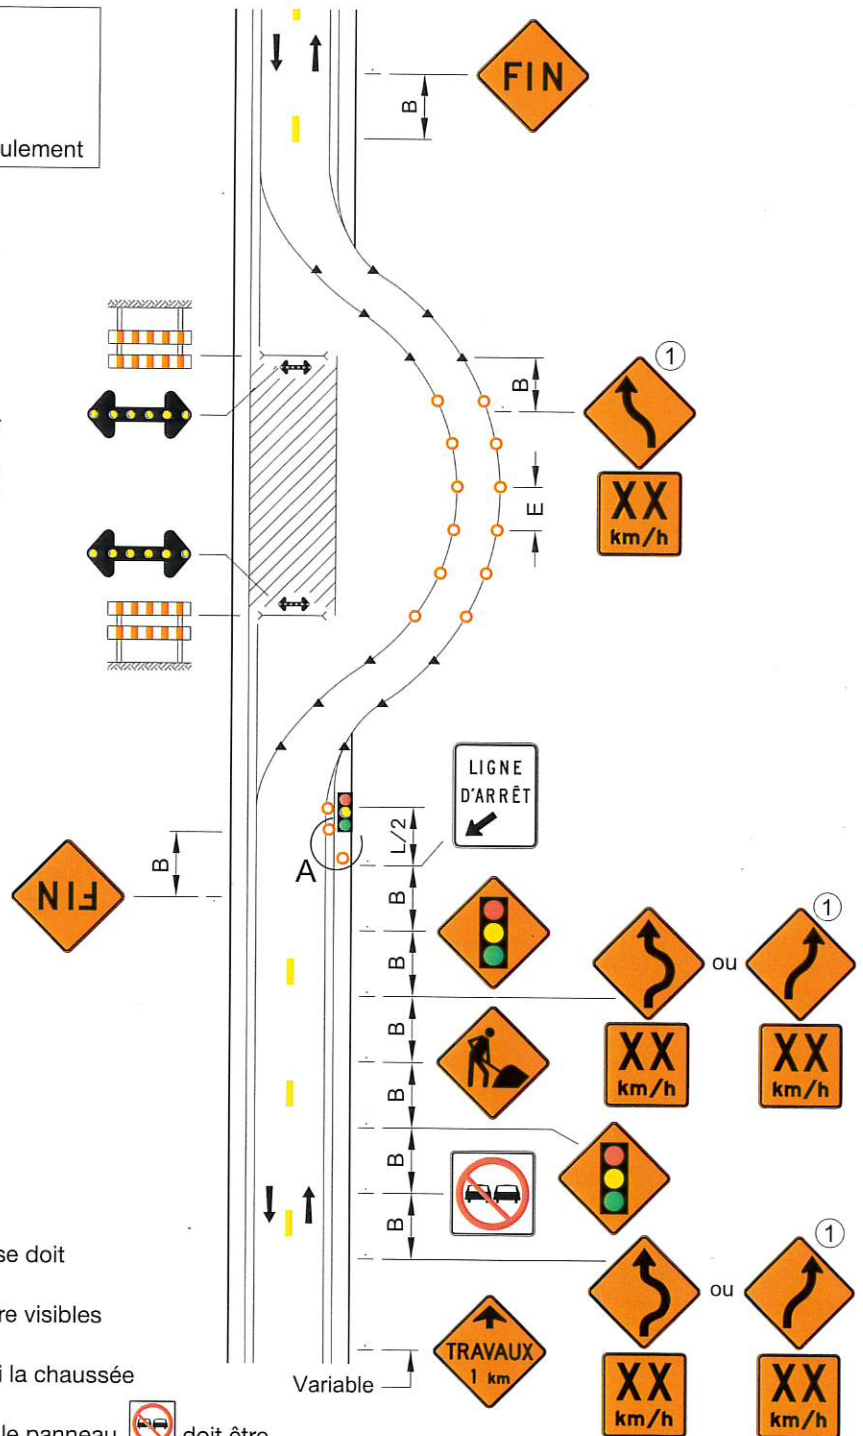 ulement
FIN
B
B
1
XX
km/h
E
LIGNE
D'ARRÊT
L/2
A
B
FIN
B
B
1
ou
XX
km/h
XX
km/h
B
B
B
B
1
ou
TRAVAUX
1 km
XX
km/h
XX
km/h
Variable
se doit
re visibles
i la chaussée
le panneau doit être